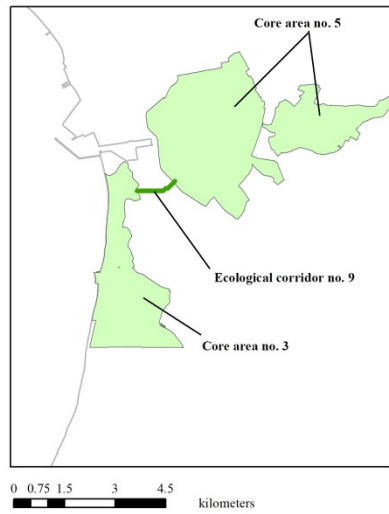 Core area no. 5
Ecological corridor no. 9
Core area no. 3
0 0.75 1.5 3 4.5
kilometers